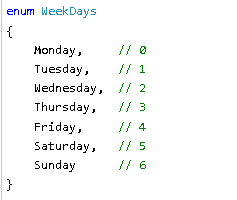 enum WeekDays
{
    Monday,     // 0
    Tuesday,    // 1
    Wednesday,  // 2
    Thursday,   // 3
    Friday,     // 4
    Saturday,   // 5
    Sunday      // 6
}